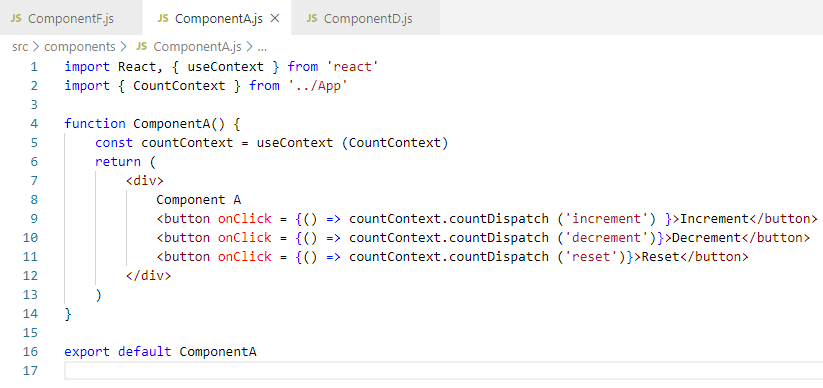 JS ComponentF.js JS ComponentA.js × JS ComponentD.js
src > components > JS ComponentA.js > ...
1 import React, { useContext } from 'react'
2 import { CountContext } from '../App'
3
4 function ComponentA() {
5     const countContext = useContext (CountContext)
6     return (
7         <div>
8             Component A
9             <button onClick = {() => countContext.countDispatch ('increment') }>Increment</button>
10             <button onClick = {() => countContext.countDispatch ('decrement')}>Decrement</button>
11             <button onClick = {() => countContext.countDispatch ('reset')}>Reset</button>
12         </div>
13     )
14 }
15
16 export default ComponentA
17